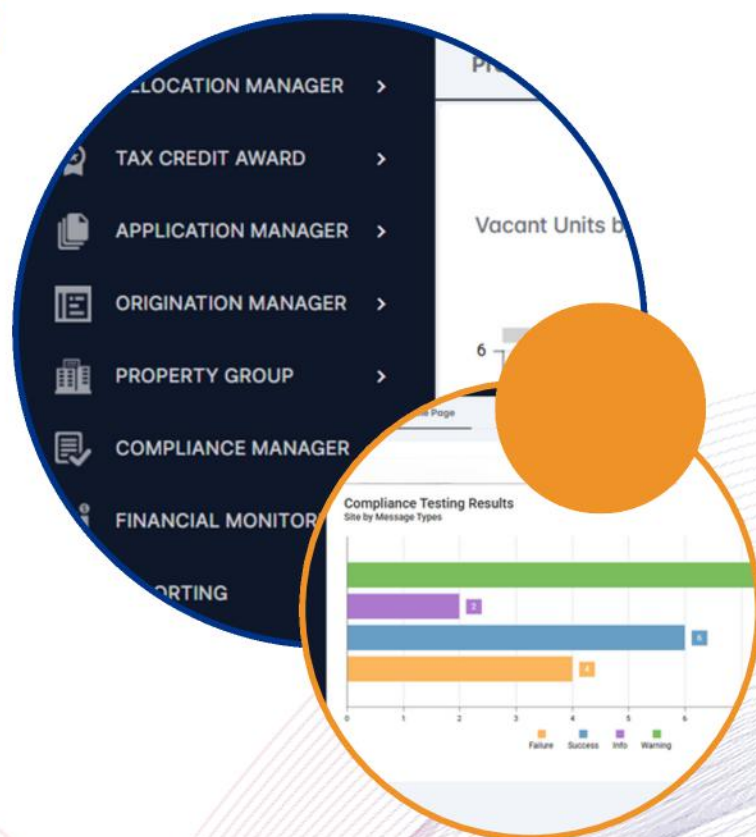 LOCATION MANAGER
TAX CREDIT AWARD
APPLICATION MANAGER
ORIGINATION MANAGER
PROPERTY GROUP
COMPLIANCE MANAGER
FINANCIAL MONITOR
ORTING
Vacant Units b
6
Page
Compliance Testing Results
Site by Message Types
2
6
4
0 1 2 3 4 5 6
Failure Success Info Warning